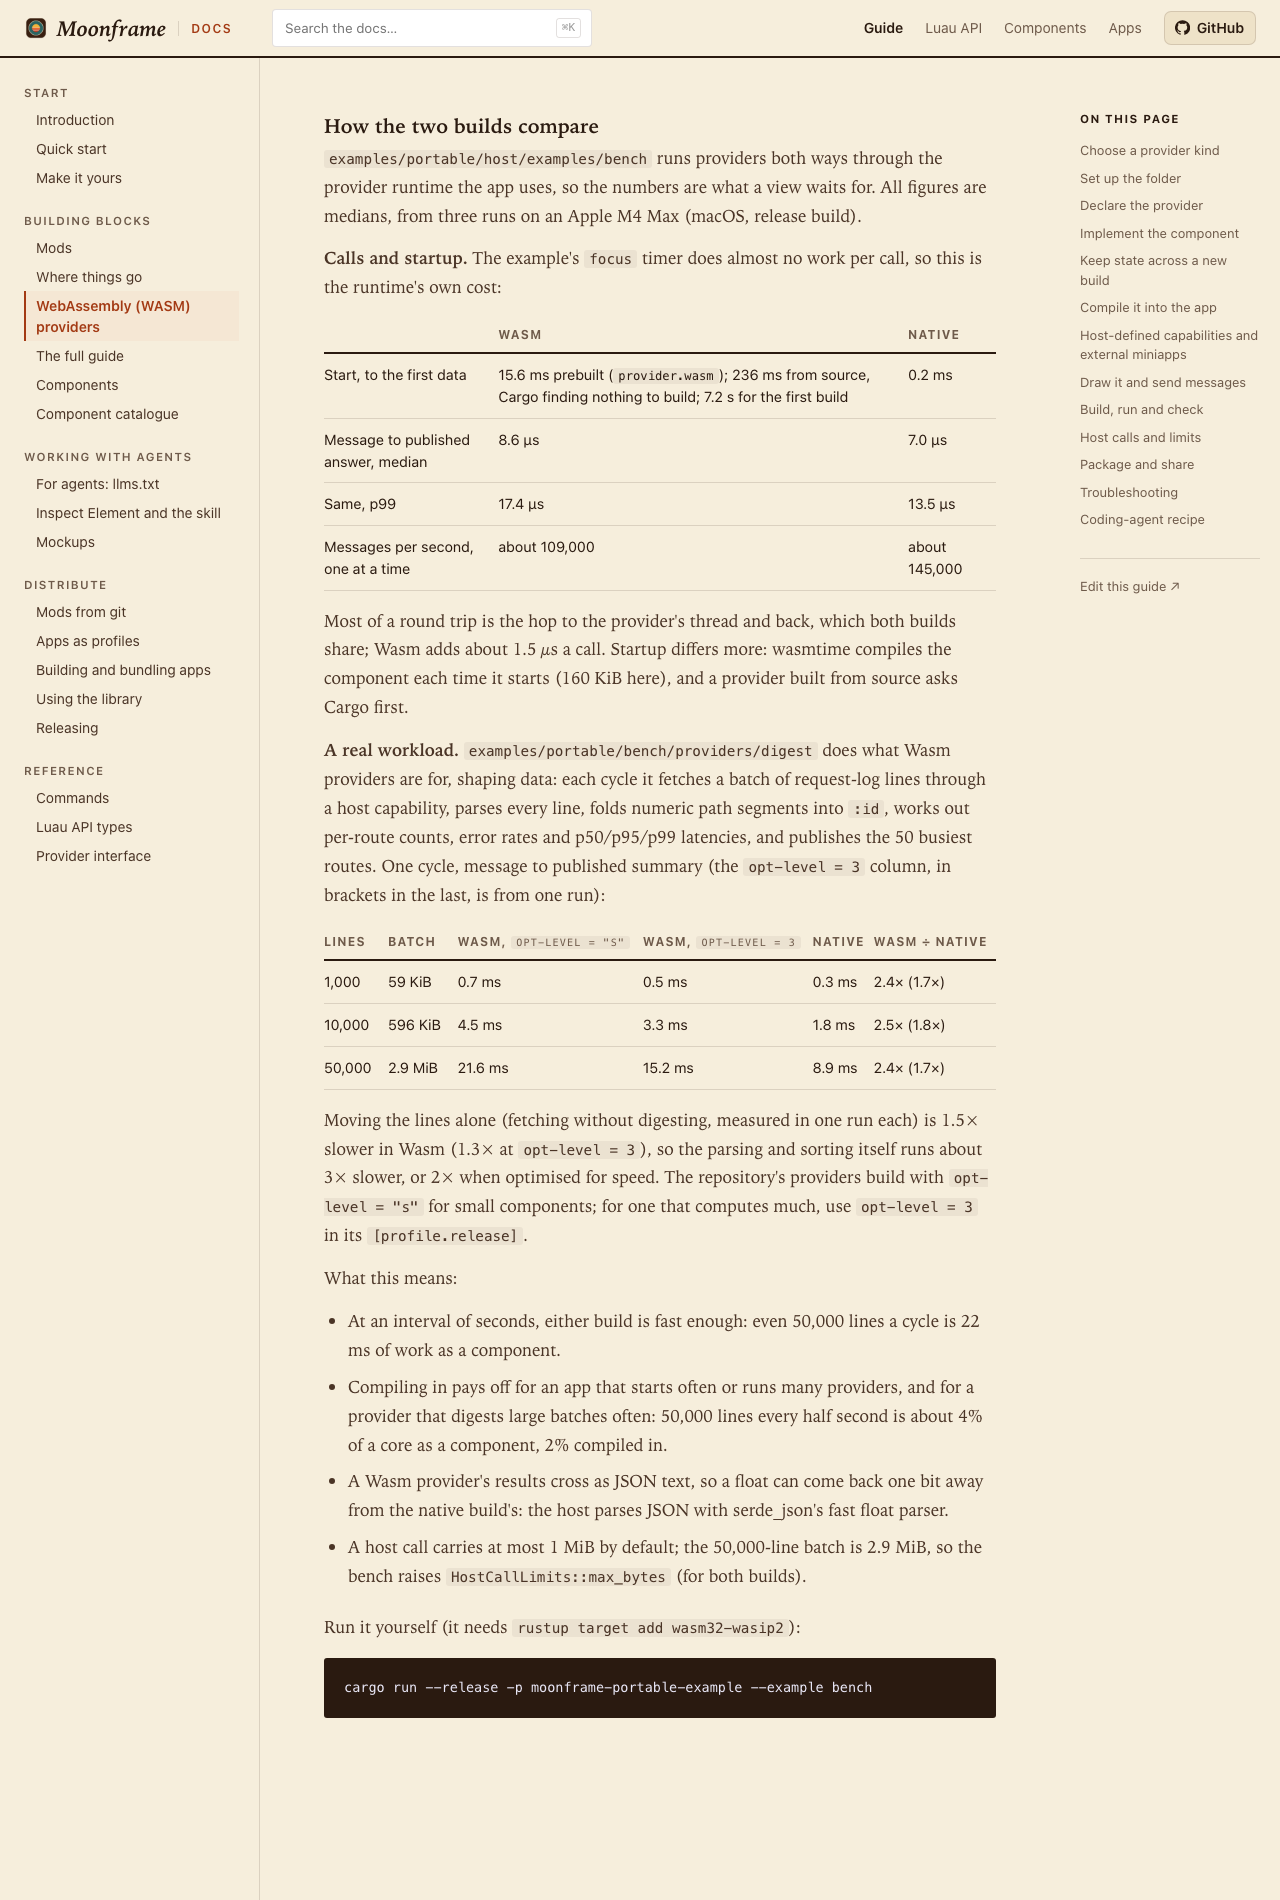 Moonframe DOCS Search the docs... ⌘K Guide Luau API Components Apps GitHub
START
Introduction
Quick start
Make it yours
BUILDING BLOCKS
Mods
Where things go
WebAssembly (WASM)
providers
The full guide
Components
Component catalogue
WORKING WITH AGENTS
For agents: llms.txt
Inspect Element and the skill
Mockups
DISTRIBUTE
Mods from git
Apps as profiles
Building and bundling apps
Using the library
Releasing
REFERENCE
Commands
Luau API types
Provider interface
How the two builds compare
examples/portable/host/examples/bench runs providers both ways through the
provider runtime the app uses, so the numbers are what a view waits for. All figures are
medians, from three runs on an Apple M4 Max (macOS, release build).
Calls and startup. The example's focus timer does almost no work per call, so this is
the runtime's own cost:
WASM NATIVE
Start, to the first data 15.6 ms prebuilt (provider.wasm); 236 ms from source, 0.2 ms
Cargo finding nothing to build; 7.2 s for the first build
Message to published 8.6 µs 7.0 µs
answer, median
Same, p99 17.4 µs 13.5 µs
Messages per second, about 109,000 about
one at a time 145,000
Most of a round trip is the hop to the provider's thread and back, which both builds
share; Wasm adds about 1.5 µs a call. Startup differs more: wasmtime compiles the
component each time it starts (160 KiB here), and a provider built from source asks
Cargo first.
A real workload. examples/portable/bench/providers/digest does what Wasm
providers are for, shaping data: each cycle it fetches a batch of request-log lines through
a host capability, parses every line, folds numeric path segments into :id, works out
per-route counts, error rates and p50/p95/p99 latencies, and publishes the 50 busiest
routes. One cycle, message to published summary (the opt-level = 3 column, in
brackets in the last, is from one run):
LINES BATCH WASM, OPT-LEVEL = "S" WASM, OPT-LEVEL = 3 NATIVE WASM ÷ NATIVE
1,000 59 KiB 0.7 ms 0.5 ms 0.3 ms 2.4× (1.7×)
10,000 596 KiB 4.5 ms 3.3 ms 1.8 ms 2.5× (1.8×)
50,000 2.9 MiB 21.6 ms 15.2 ms 8.9 ms 2.4× (1.7×)
Moving the lines alone (fetching without digesting, measured in one run each) is 1.5×
slower in Wasm (1.3× at opt-level = 3), so the parsing and sorting itself runs about
3× slower, or 2× when optimised for speed. The repository's providers build with opt-
level = "s" for small components; for one that computes much, use opt-level = 3
in its [profile.release].
What this means:
• At an interval of seconds, either build is fast enough: even 50,000 lines a cycle is 22
ms of work as a component.
• Compiling in pays off for an app that starts often or runs many providers, and for a
provider that digests large batches often: 50,000 lines every half second is about 4%
of a core as a component, 2% compiled in.
• A Wasm provider's results cross as JSON text, so a float can come back one bit away
from the native build's: the host parses JSON with serde_json's fast float parser.
• A host call carries at most 1 MiB by default; the 50,000-line batch is 2.9 MiB, so the
bench raises HostCallLimits::max_bytes (for both builds).
Run it yourself (it needs rustup target add wasm32-wasip2):
cargo run --release -p moonframe-portable-example --example bench
ON THIS PAGE
Choose a provider kind
Set up the folder
Declare the provider
Implement the component
Keep state across a new
build
Compile it into the app
Host-defined capabilities and
external miniapps
Draw it and send messages
Build, run and check
Host calls and limits
Package and share
Troubleshooting
Coding-agent recipe
Edit this guide ↗